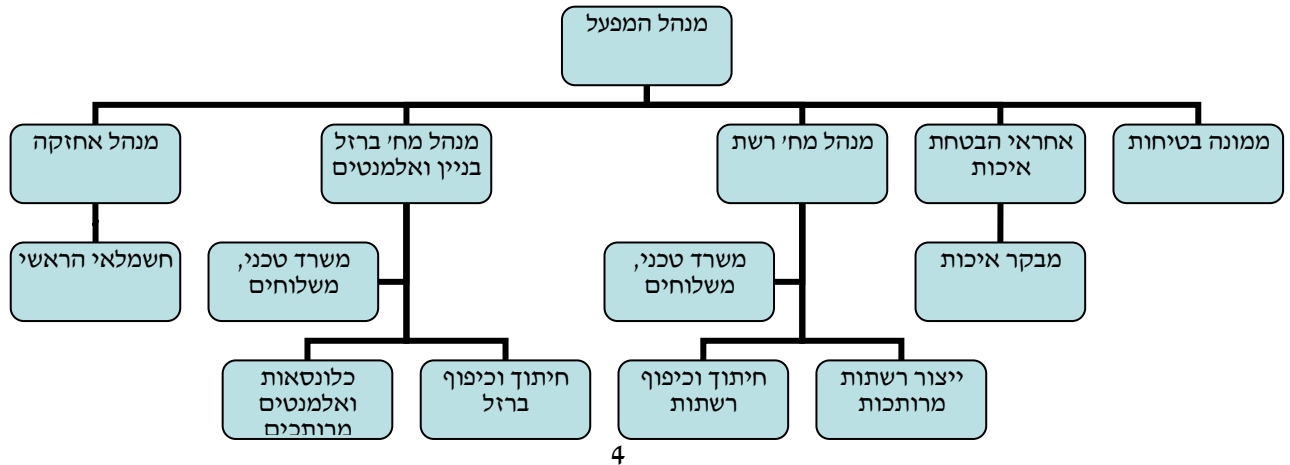 מנהל המפעל
ממונה בטיחות
אחראי הבטחת
איכות
מנהל מח׳ רשת
מנהל מח׳ ברזל
בניין ואלמנטים
מנהל אחזקה
מבקר איכות
משרד טכני,
משלוחים
משרד טכני,
משלוחים
חשמלאי הראשי
ייצור רשתות
מרותכות
חיתוך וכיפוף
רשתות
חיתוך וכיפוף
ברזל
כלונסאות
ואלמנטים
מרותכים
4